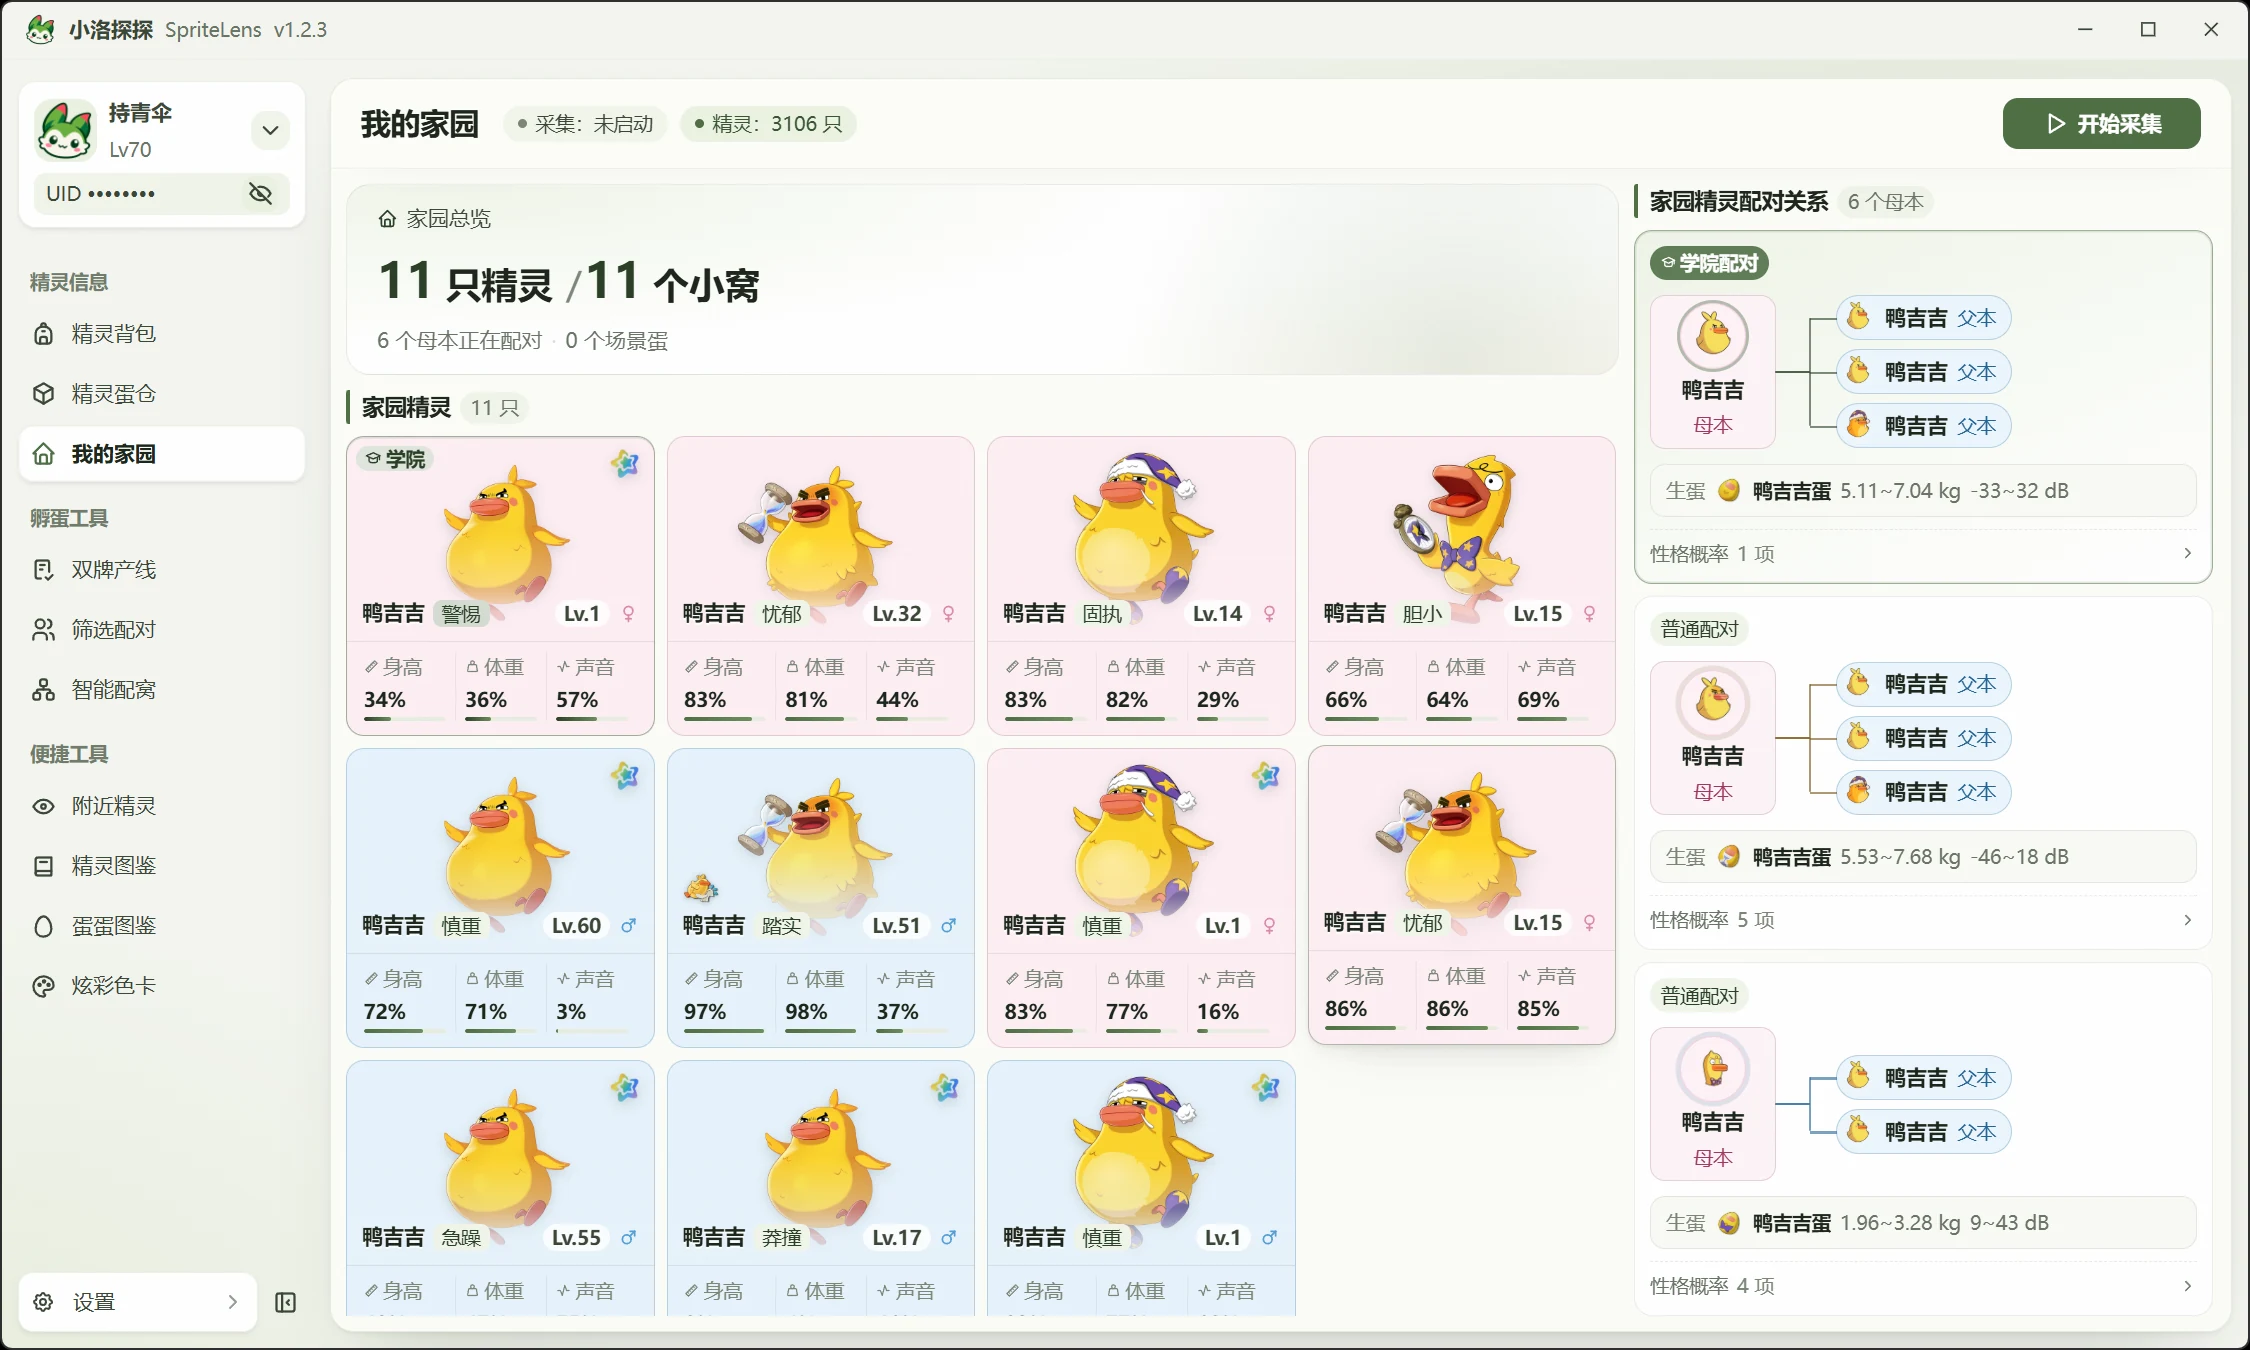 小洛探探 SpriteLens v1.2.3
持青伞
Lv70
UID ••••••••
精灵信息
精灵背包
精灵蛋仓
我的家园
孵蛋工具
双牌产线
筛选配对
智能配窝
便捷工具
附近精灵
精灵图鉴
蛋蛋图鉴
炫彩色卡
设置
我的家园 采集：未启动 精灵：3106 只
开始采集
家园总览
11 只精灵 / 11 个小窝
6 个母本正在配对 · 0 个场景蛋
家园精灵 11 只
学院
鸭吉吉 警惕 Lv.1 ♀
身高 体重 声音
34% 36% 57%
鸭吉吉 忧郁 Lv.32 ♀
身高 体重 声音
83% 81% 44%
鸭吉吉 固执 Lv.14 ♀
身高 体重 声音
83% 82% 29%
鸭吉吉 胆小 Lv.15 ♀
身高 体重 声音
66% 64% 69%
鸭吉吉 慎重 Lv.60 ♂
身高 体重 声音
72% 71% 3%
鸭吉吉 踏实 Lv.51 ♂
身高 体重 声音
97% 98% 37%
鸭吉吉 慎重 Lv.1 ♀
身高 体重 声音
83% 77% 16%
鸭吉吉 忧郁 Lv.15 ♀
身高 体重 声音
86% 86% 85%
鸭吉吉 急躁 Lv.55 ♂
身高 体重 声音
鸭吉吉 莽撞 Lv.17 ♂
身高 体重 声音
鸭吉吉 慎重 Lv.1 ♂
身高 体重 声音
家园精灵配对关系 6 个母本
学院配对
鸭吉吉
母本
鸭吉吉 父本
鸭吉吉 父本
鸭吉吉 父本
生蛋 鸭吉吉蛋 5.11~7.04 kg -33~32 dB
性格概率 1 项
普通配对
鸭吉吉
母本
鸭吉吉 父本
鸭吉吉 父本
鸭吉吉 父本
生蛋 鸭吉吉蛋 5.53~7.68 kg -46~18 dB
性格概率 5 项
普通配对
鸭吉吉
母本
鸭吉吉 父本
鸭吉吉 父本
生蛋 鸭吉吉蛋 1.96~3.28 kg 9~43 dB
性格概率 4 项